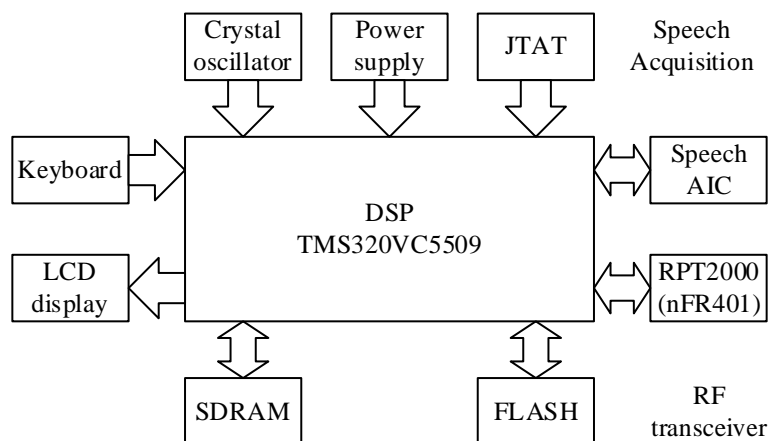 Crystal
oscillator
Power
supply
JTAT
Speech
Acquisition
Keyboard
Speech
AIC
DSP
TMS320VC5509
LCD
display
RPT2000
(nFR401)
SDRAM
FLASH
RF
transceiver